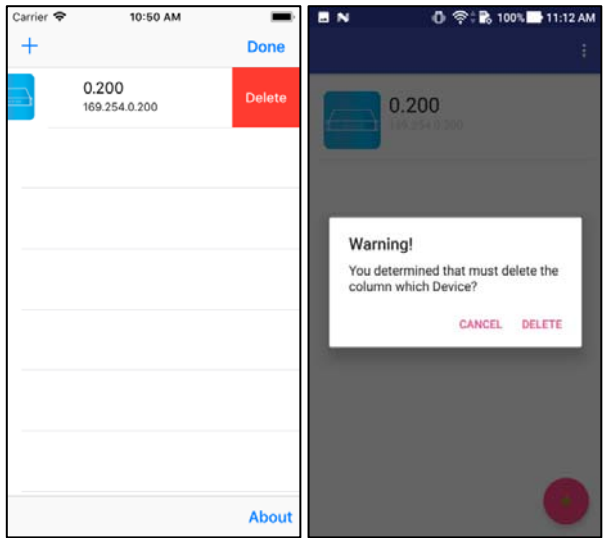 Carrier 10:50 AM
+ Done
0.200
169.254.0.200
Delete
About
N 100% 11:12 AM
0.200
169.254.0.200
Warning!
You determined that must delete the
column which Device?
CANCEL DELETE